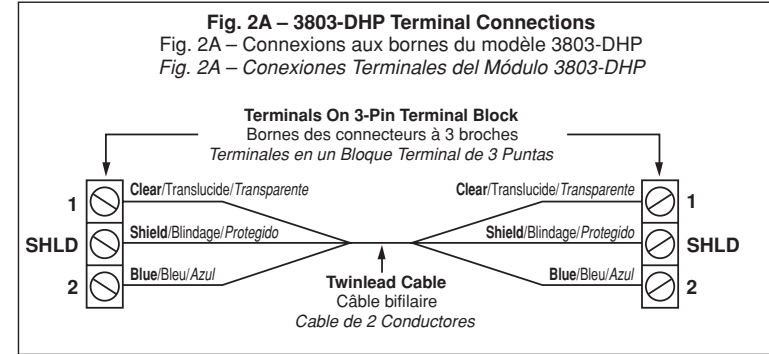 Fig. 2A – 3803-DHP Terminal Connections
Fig. 2A – Connexions aux bornes du modèle 3803-DHP
Fig. 2A – Conexiones Terminales del Módulo 3803-DHP
Terminals On 3-Pin Terminal Block
Bornes des connecteurs à 3 broches
Terminales en un Bloque Terminal de 3 Puntas
1 Clear/Translucide/Transparente Clear/Translucide/Transparente 1
SHLD Shield/Blindage/Protegido Shield/Blindage/Protegido SHLD
2 Blue/Bleu/Azul Blue/Bleu/Azul 2
Twinlead Cable
Câble bifilaire
Cable de 2 Conductores